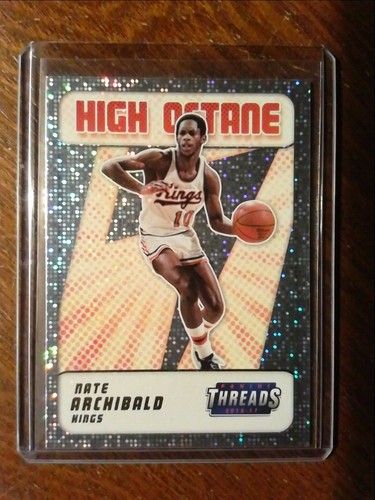 HIGH OCTANE
Kings
10
NATE
ARCHIBALD
KINGS
PANINI
THREADS
2016-17